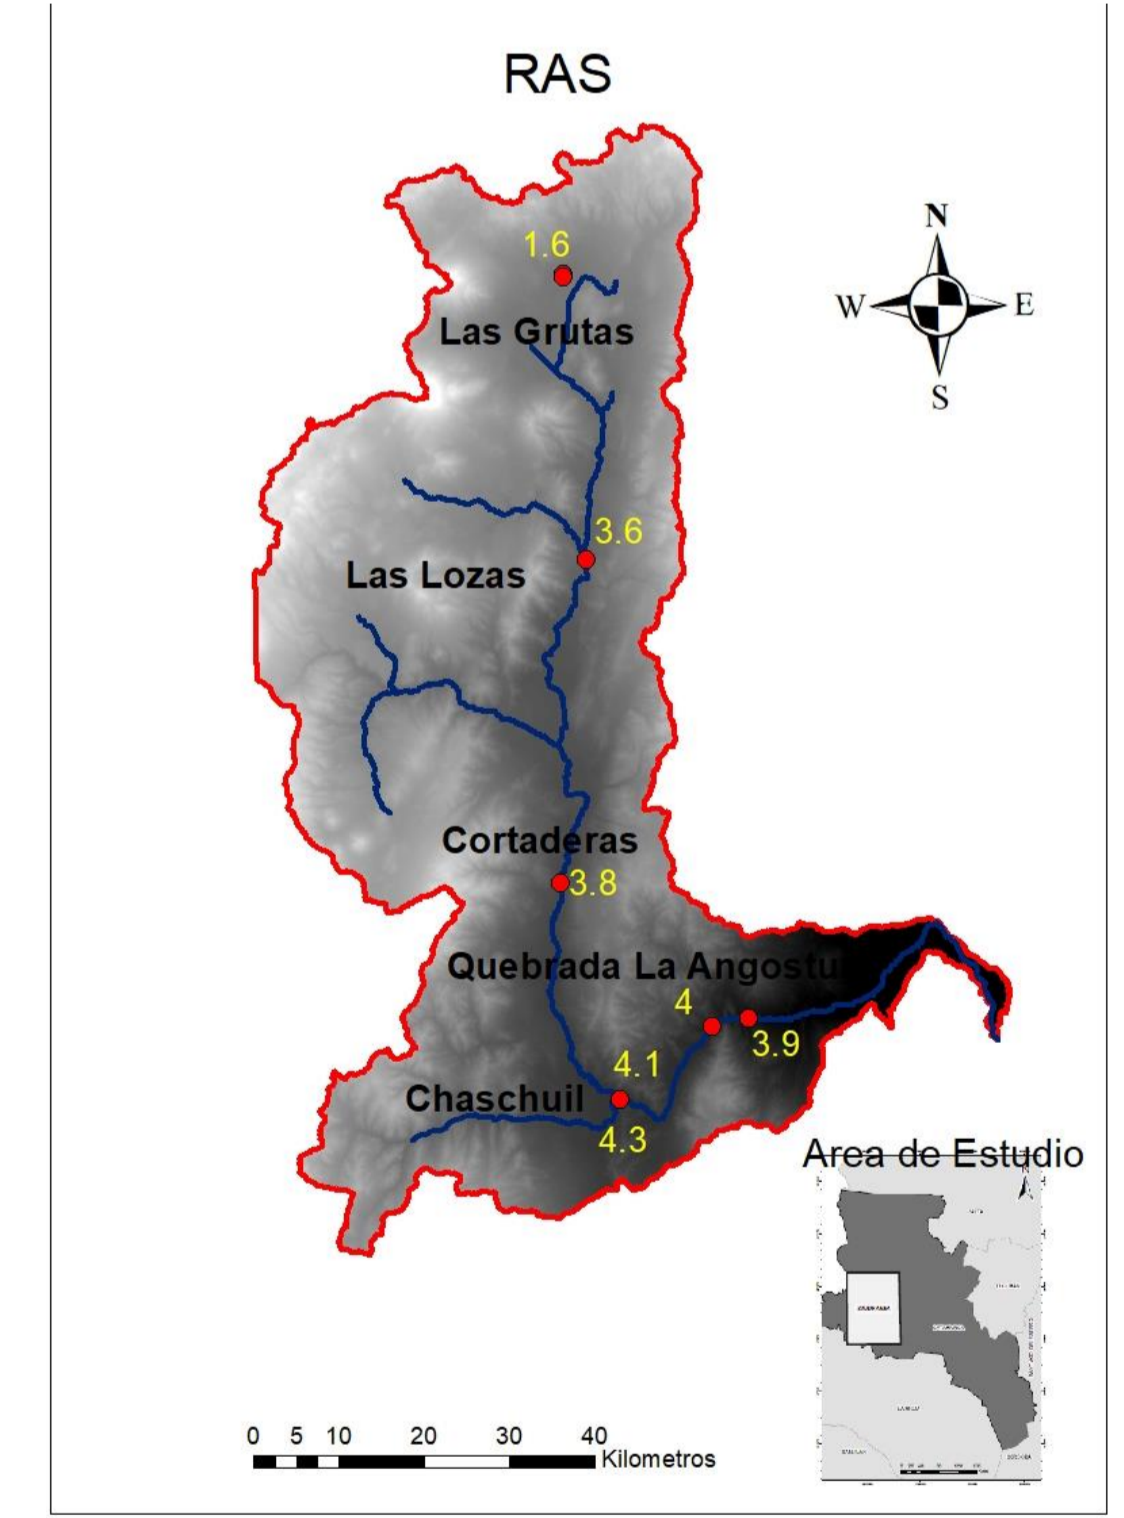 RAS
N
1.6
W
E
Las Grutas
S
3.6
Las Lozas
Cortaderas
3.8
Quebrada La Angostu
4
3.9
4.1
Chaschuil
4.3
Area de Estudio
0 5 10 20 30 40
Kilometros